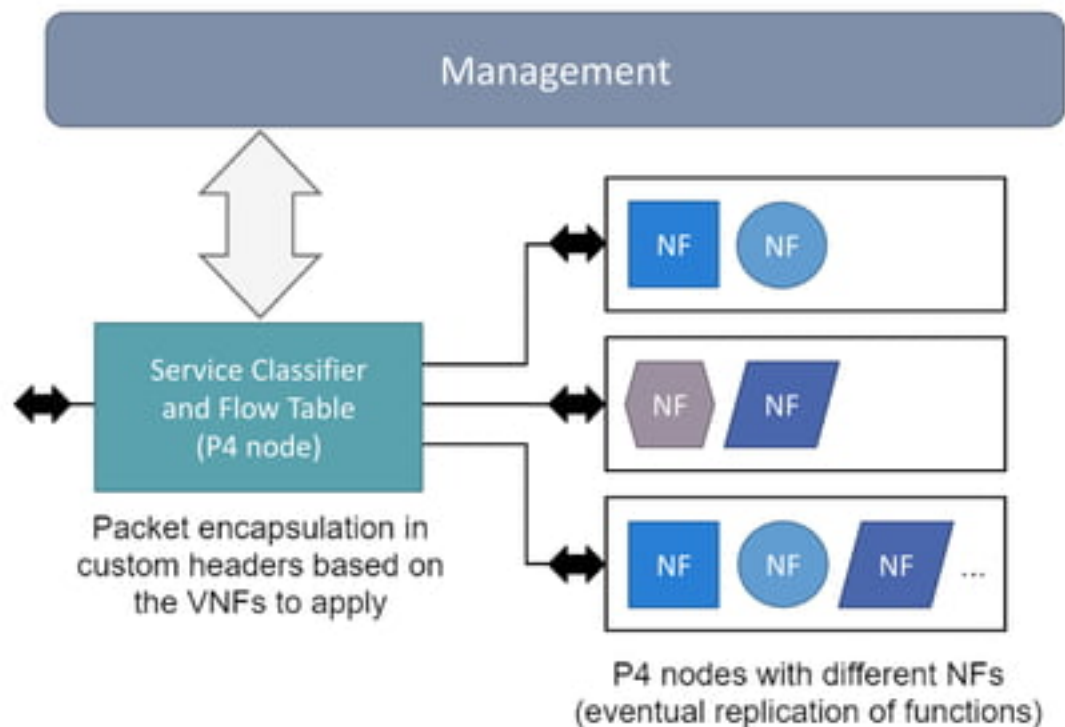 Management
NF NF
Service Classifier
and Flow Table
(P4 node)
NF NF
Packet encapsulation in
custom headers based on
the VNFs to apply
NF NF NF ...
P4 nodes with different NFs
(eventual replication of functions)